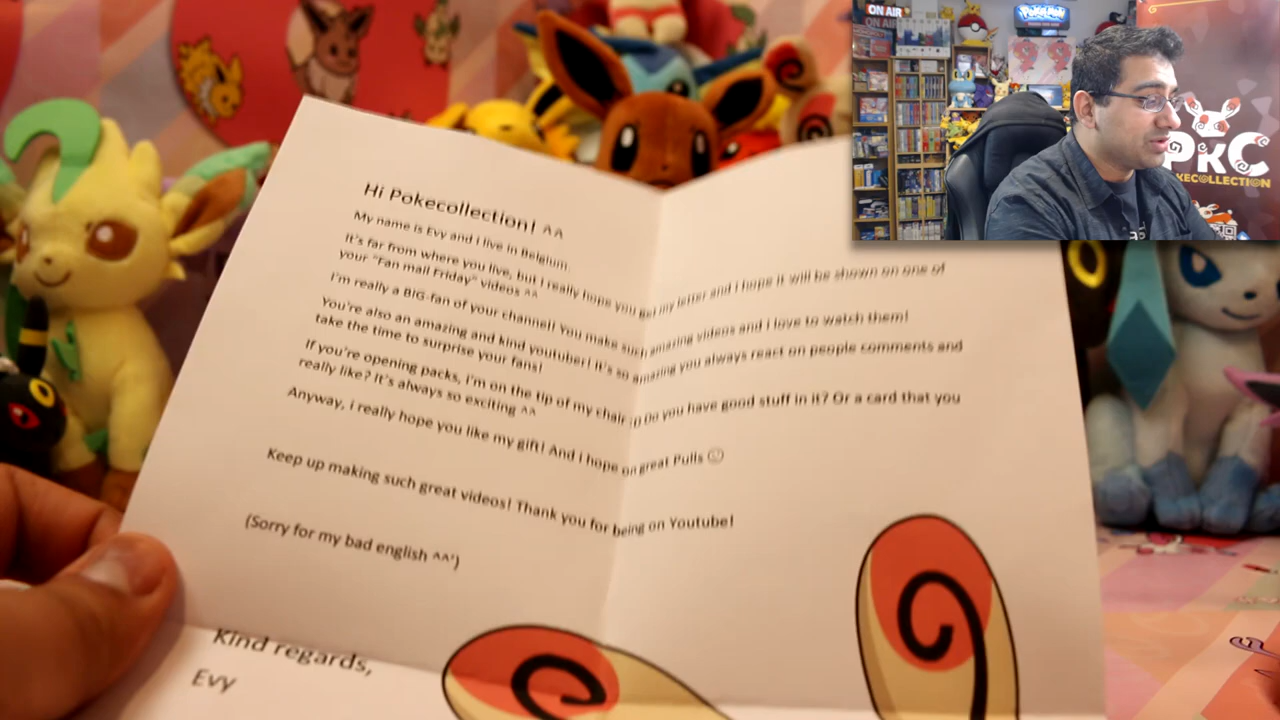 Hi Pokecollection! ^^
My name is Evy and I live in Belgium.
It's far from where you live, but I really hope you get my letter and I hope it will be shown on one of
your "Fan mail Friday" videos ^^
I'm really a BIG fan of your channel! You make such amazing videos and I love to watch them!
You're also an amazing and kind youtuber! It's so amazing you always react on people comments and
take the time to surprise your fans!
If you're opening packs, i'm on the tip of my chair :p Do you have good stuff in it? Or a card that you
really like? It's always so exciting ^^
Anyway, i really hope you like my gift! And i hope on great Pulls ☺
Keep up making such great videos! Thank you for being on Youtube!
(Sorry for my bad english ^^')
Kind regards,
Evy
ON AIR
ON AIR
Pokémon
PKC
KECOLLECTION